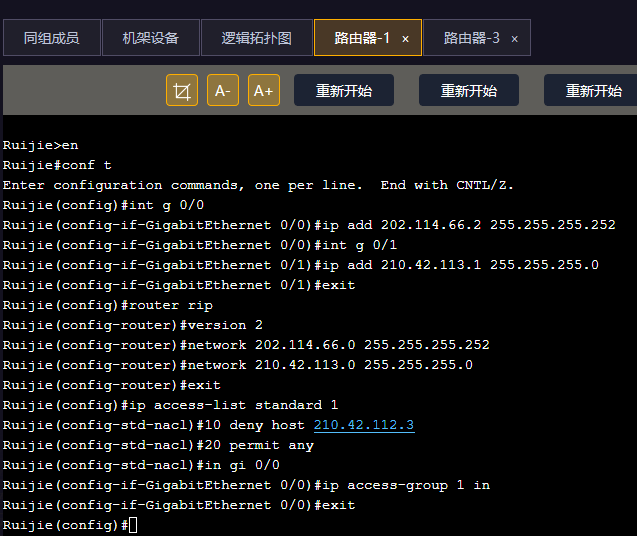 同组成员 机架设备 逻辑拓扑图 路由器-1 × 路由器-3 ×
A- A+ 重新开始 重新开始 重新开始
Ruijie>en
Ruijie#conf t
Enter configuration commands, one per line.  End with CNTL/Z.
Ruijie(config)#int g 0/0
Ruijie(config-if-GigabitEthernet 0/0)#ip add 202.114.66.2 255.255.255.252
Ruijie(config-if-GigabitEthernet 0/0)#int g 0/1
Ruijie(config-if-GigabitEthernet 0/1)#ip add 210.42.113.1 255.255.255.0
Ruijie(config-if-GigabitEthernet 0/1)#exit
Ruijie(config)#router rip
Ruijie(config-router)#version 2
Ruijie(config-router)#network 202.114.66.0 255.255.255.252
Ruijie(config-router)#network 210.42.113.0 255.255.255.0
Ruijie(config-router)#exit
Ruijie(config)#ip access-list standard 1
Ruijie(config-std-nacl)#10 deny host 210.42.112.3
Ruijie(config-std-nacl)#20 permit any
Ruijie(config-std-nacl)#in gi 0/0
Ruijie(config-if-GigabitEthernet 0/0)#ip access-group 1 in
Ruijie(config-if-GigabitEthernet 0/0)#exit
Ruijie(config)#